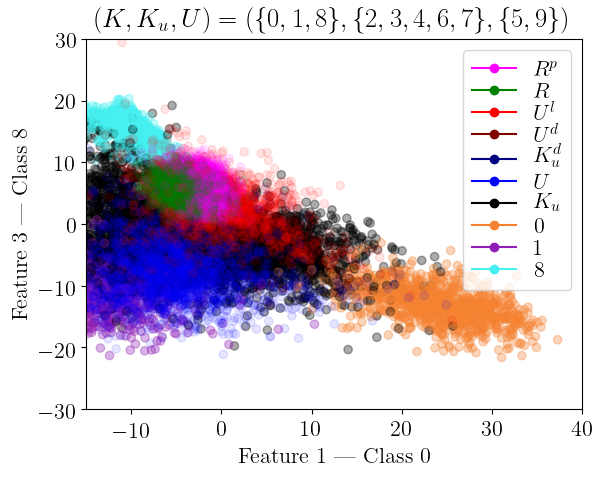 (K, K_u, U) = ({0, 1, 8}, {2, 3, 4, 6, 7}, {5, 9})
30
20
10
0
−10
−20
−30
Feature 3 — Class 8
R^p
R
U^l
U^d
K_u^d
U
K_u
0
1
8
−10
0
10
20
30
40
Feature 1 — Class 0